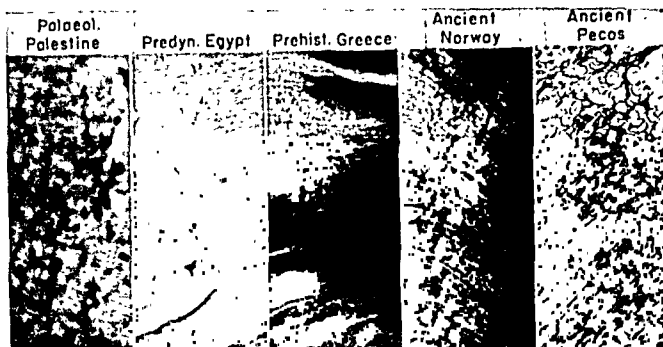 Palaeol.
Palestine
Predyn. Egypt
Prehist. Greece
Ancient
Norway
Ancient
Pecos